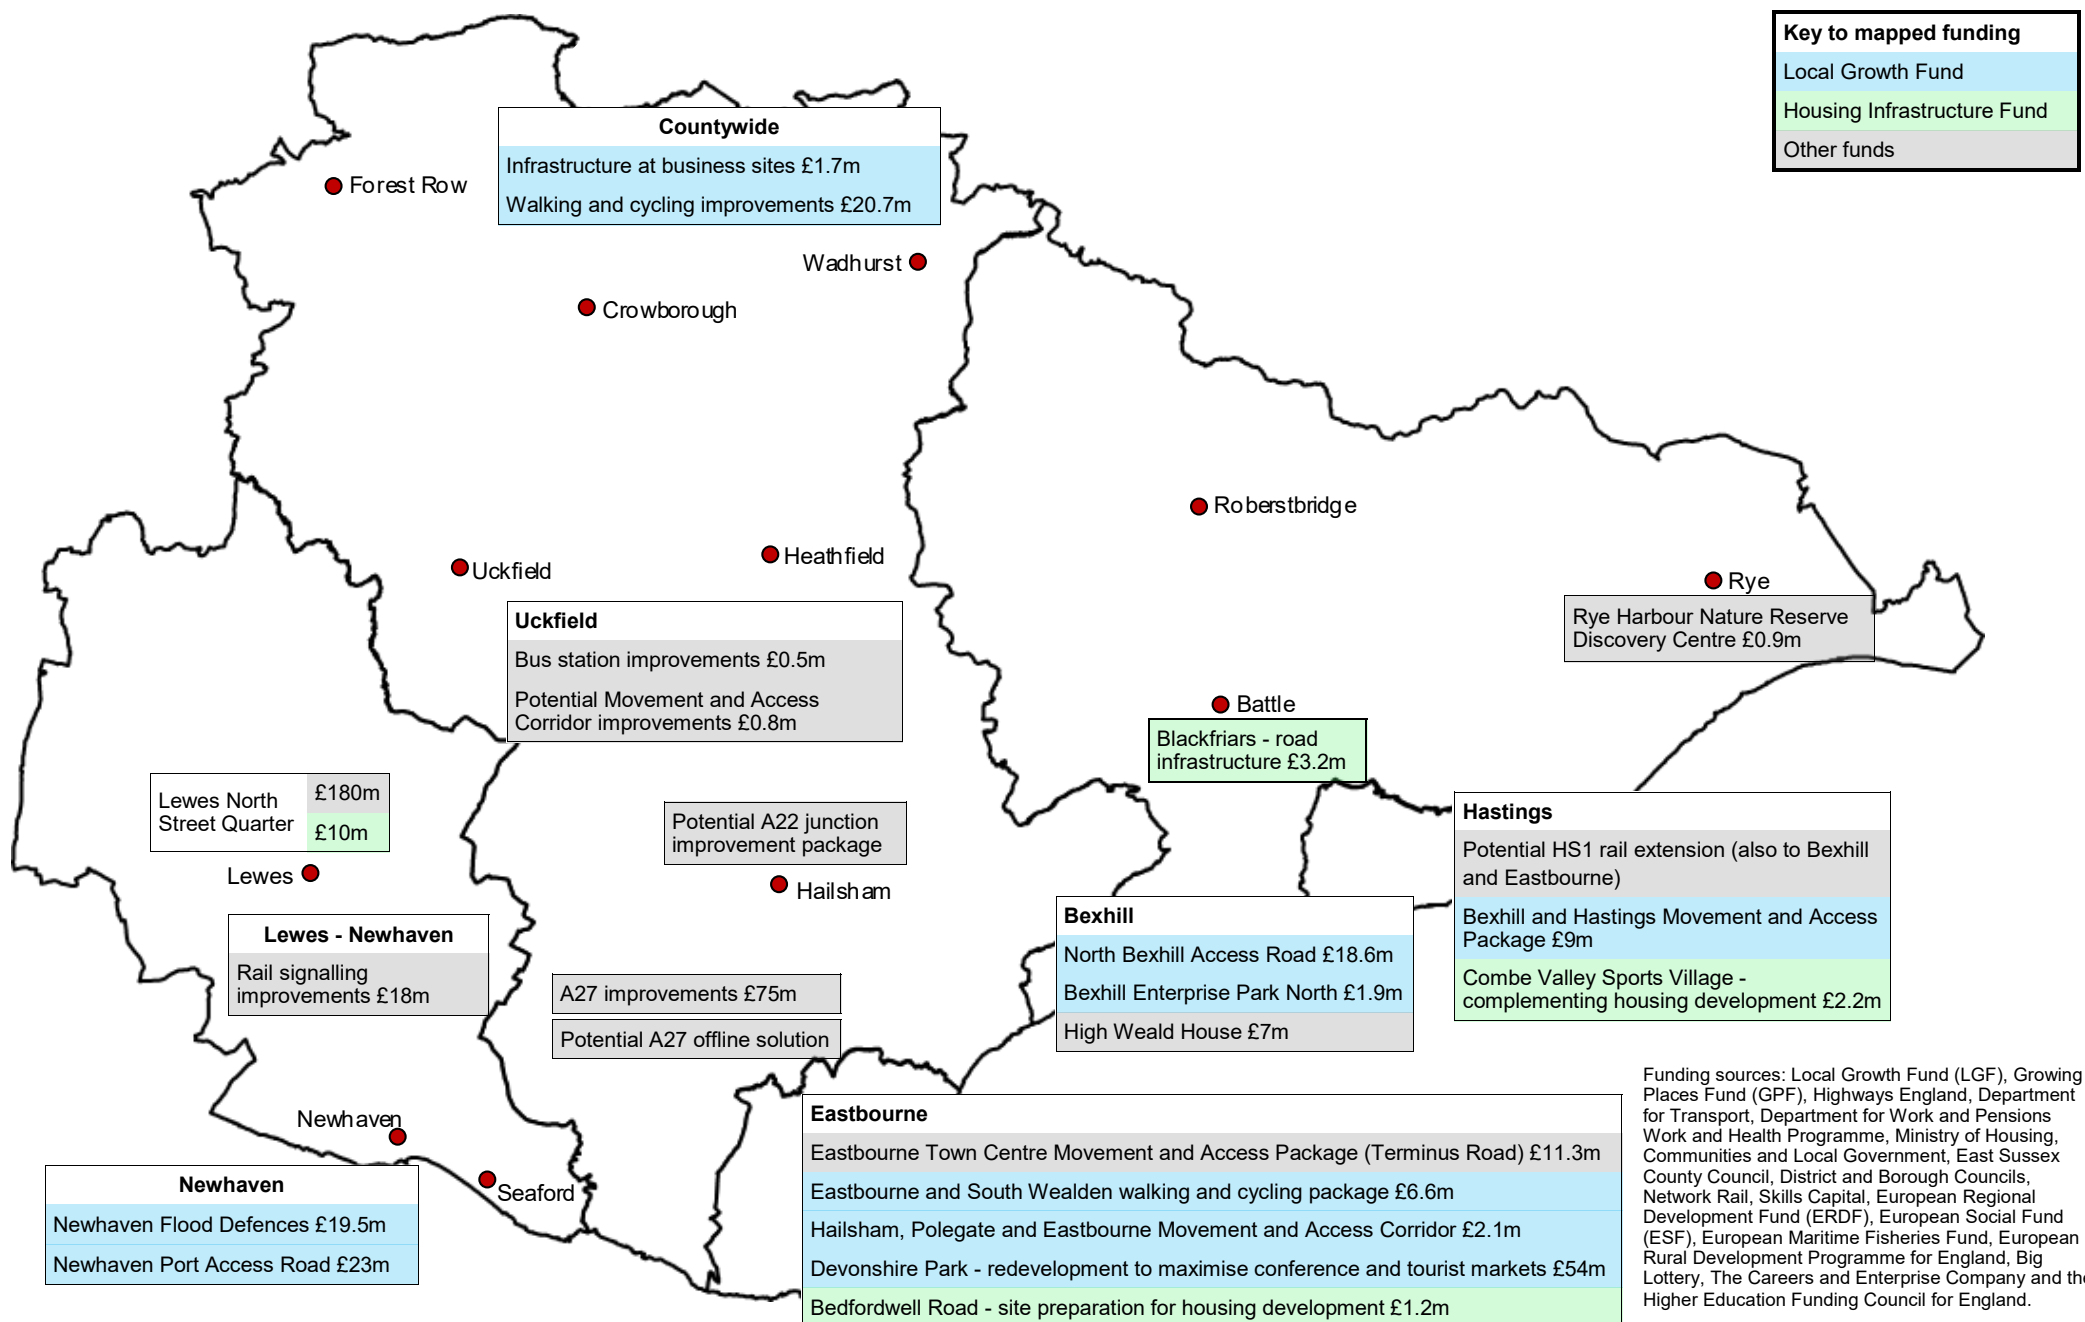 Key to mapped funding
Local Growth Fund
Housing Infrastructure Fund
Other funds
Countywide
Infrastructure at business sites £1.7m
Walking and cycling improvements £20.7m
Forest Row
Wadhurst
Crowborough
Roberstbridge
Heathfield
Uckfield
Rye
Rye Harbour Nature Reserve
Discovery Centre £0.9m
Uckfield
Bus station improvements £0.5m
Potential Movement and Access
Corridor improvements £0.8m
Battle
Blackfriars - road
infrastructure £3.2m
Lewes North
Street Quarter
£180m
£10m
Lewes
Potential A22 junction
improvement package
Hailsham
Hastings
Potential HS1 rail extension (also to Bexhill
and Eastbourne)
Bexhill and Hastings Movement and Access
Package £9m
Combe Valley Sports Village -
complementing housing development £2.2m
Lewes - Newhaven
Rail signalling
improvements £18m
Bexhill
North Bexhill Access Road £18.6m
Bexhill Enterprise Park North £1.9m
High Weald House £7m
A27 improvements £75m
Potential A27 offline solution
Newhaven
Seaford
Newhaven
Newhaven Flood Defences £19.5m
Newhaven Port Access Road £23m
Eastbourne
Eastbourne Town Centre Movement and Access Package (Terminus Road) £11.3m
Eastbourne and South Wealden walking and cycling package £6.6m
Hailsham, Polegate and Eastbourne Movement and Access Corridor £2.1m
Devonshire Park - redevelopment to maximise conference and tourist markets £54m
Bedfordwell Road - site preparation for housing development £1.2m
Funding sources: Local Growth Fund (LGF), Growing
Places Fund (GPF), Highways England, Department
for Transport, Department for Work and Pensions
Work and Health Programme, Ministry of Housing,
Communities and Local Government, East Sussex
County Council, District and Borough Councils,
Network Rail, Skills Capital, European Regional
Development Fund (ERDF), European Social Fund
(ESF), European Maritime Fisheries Fund, European
Rural Development Programme for England, Big
Lottery, The Careers and Enterprise Company and the
Higher Education Funding Council for England.